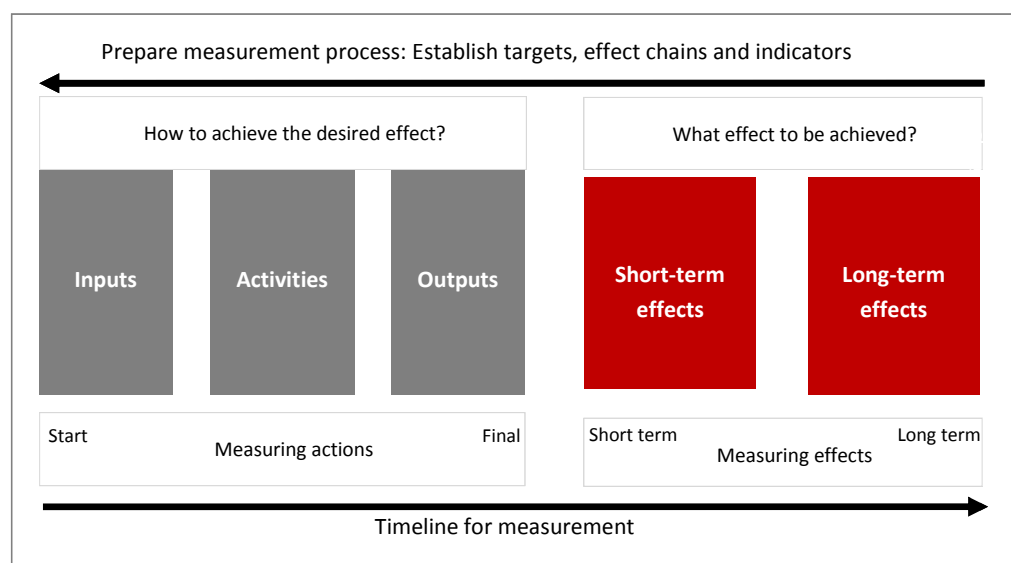 Prepare measurement process: Establish targets, effect chains and indicators
How to achieve the desired effect?
What effect to be achieved?
Inputs
Activities
Outputs
Short-term
effects
Long-term
effects
Start
Measuring actions
Final
Short term
Measuring effects
Long term
Timeline for measurement